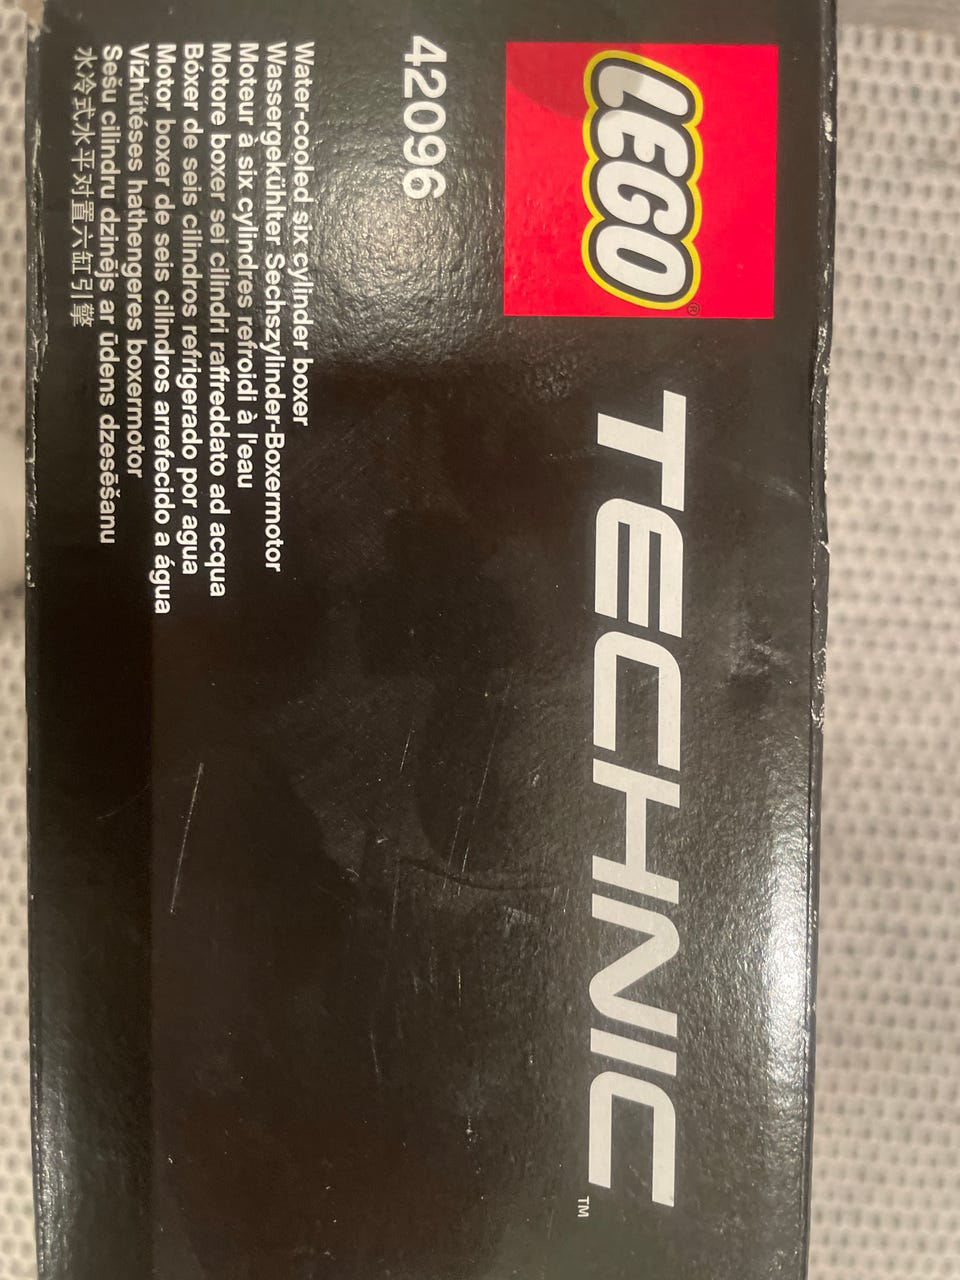 LEGO®
TECHNIC™
42096
Water-cooled six cylinder boxer
Wassergekühlter Sechszylinder-Boxermotor
Moteur à six cylindres refroidi à l'eau
Motore boxer sei cilindri raffreddato ad acqua
Bóxer de seis cilindros refrigerado por agua
Motor boxer de seis cilindros arrefecido a água
Vízhűtéses hathengeres boxermotor
Sešu cilindru dzinējs ar ūdens dzesēšanu
水冷式水平对置六缸引擎